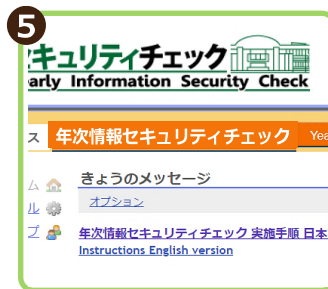 5
キュリティチェック
arly Information Security Check
ス 年次情報セキュリティチェック Yea
きょうのメッセージ
ム
オプション
ル
プ 年次情報セキュリティチェック 実施手順 日本
Instructions English version